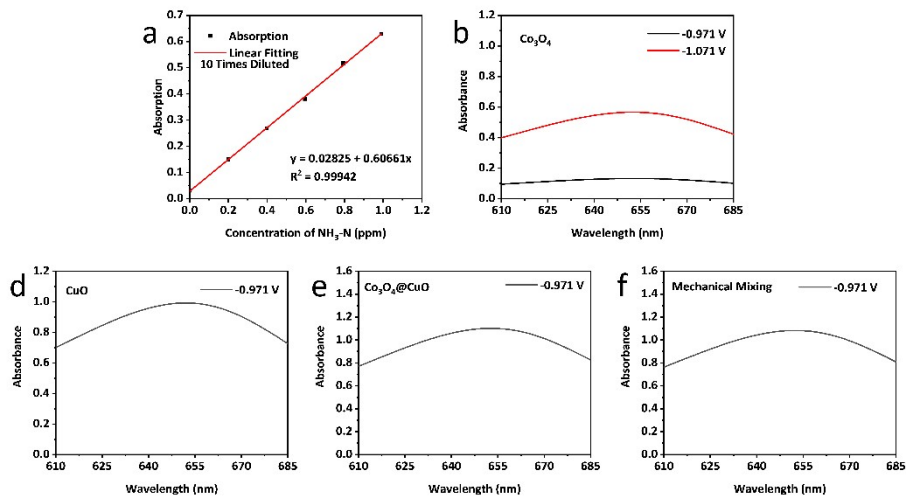 a
Absorption
Linear Fitting
10 Times Diluted
y = 0.02825 + 0.60661x
R² = 0.99942
0.7
0.6
0.5
0.4
0.3
0.2
0.1
0.0
0.0 0.2 0.4 0.6 0.8 1.0 1.2
Absorption
Concentration of NH₃-N (ppm)
b
Co₃O₄
-0.971 V
-1.071 V
1.2
1.0
0.8
0.6
0.4
0.2
0.0
610 625 640 655 670 685
Absorbance
Wavelength (nm)
d
CuO
-0.971 V
1.2
1.0
0.8
0.6
0.4
0.2
0.0
610 625 640 655 670 685
Absorbance
Wavelength (nm)
e
Co₃O₄@CuO
-0.971 V
1.6
1.4
1.2
1.0
0.8
0.6
0.4
0.2
0.0
610 625 640 655 670 685
Absorbance
Wavelength (nm)
f
Mechanical Mixing
-0.971 V
1.6
1.4
1.2
1.0
0.8
0.6
0.4
0.2
0.0
610 625 640 655 670 685
Absorbance
Wavelength (nm)